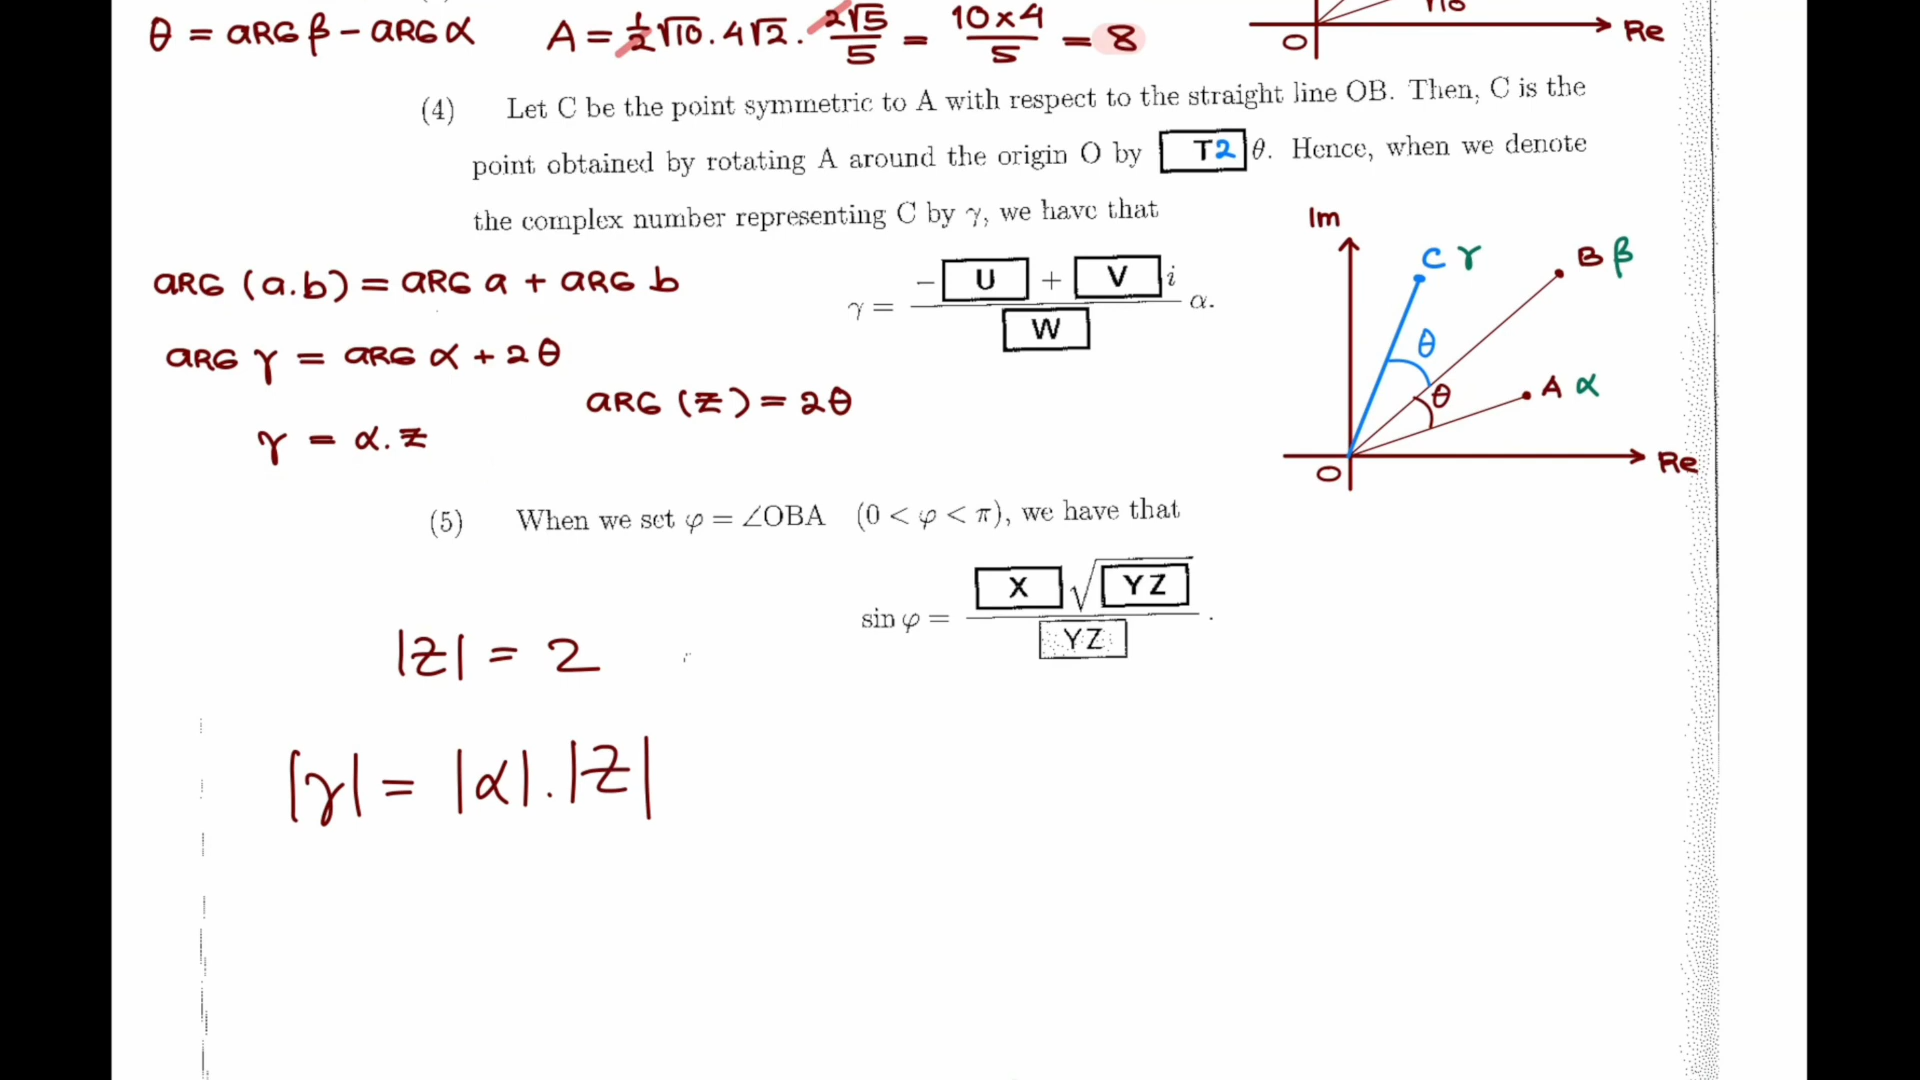 θ = ARG β - ARG α
A = 1/2 √10 . 4√2 . 2√5/5 = 10×4/5 = 8
O
Re
(4) Let C be the point symmetric to A with respect to the straight line OB. Then, C is the
point obtained by rotating A around the origin O by T2 θ. Hence, when we denote
the complex number representing C by γ, we have that
Im
C γ
B β
ARG (a.b) = ARG a + ARG b
γ = (- U + V i)/W α.
θ
ARG γ = ARG α + 2θ
A α
θ
ARG (z) = 2θ
γ = α.z
O
Re
(5) When we set φ = ∠OBA (0 < φ < π), we have that
sin φ = X √YZ / YZ .
|z| = 2
|γ| = |α|.|z|